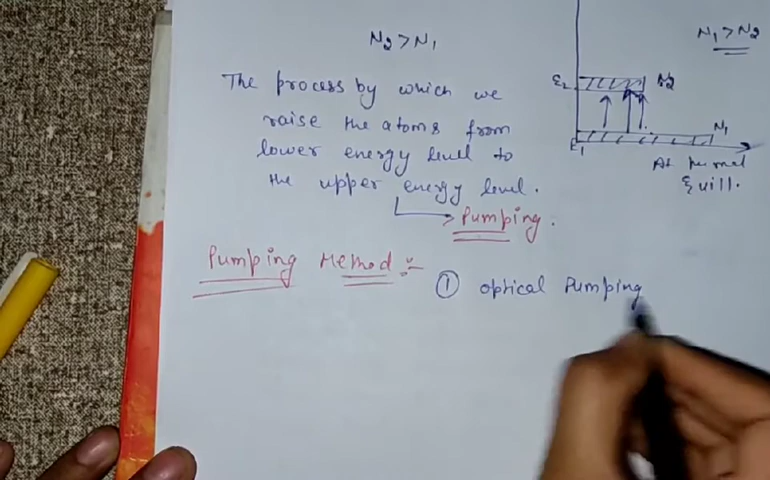 N2 > N1
N1 > N2
The process by which we
raise the atoms from
lower energy level to
the upper energy level.
Pumping.
E2
N2
N1
E1
At
Equill.
Pumping Method :-
① optical Pumping